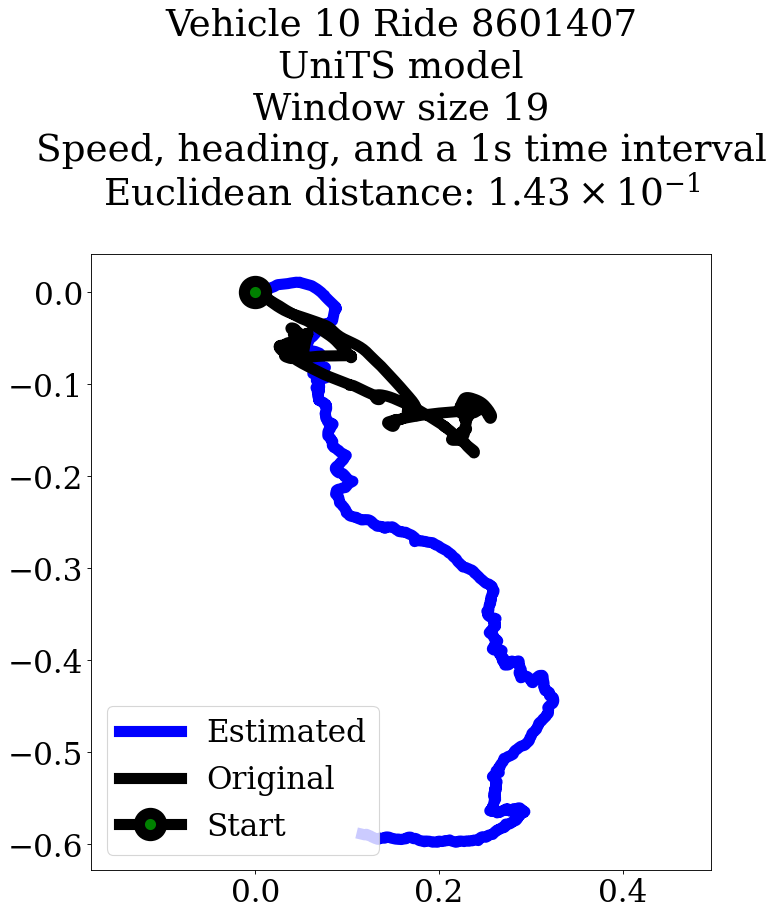 Vehicle 10 Ride 8601407
UniTS model
Window size 19
Speed, heading, and a 1s time interval
Euclidean distance: 1.43 × 10⁻¹
0.0
−0.1
−0.2
−0.3
−0.4
−0.5
−0.6
Estimated
Original
Start
0.0 0.2 0.4